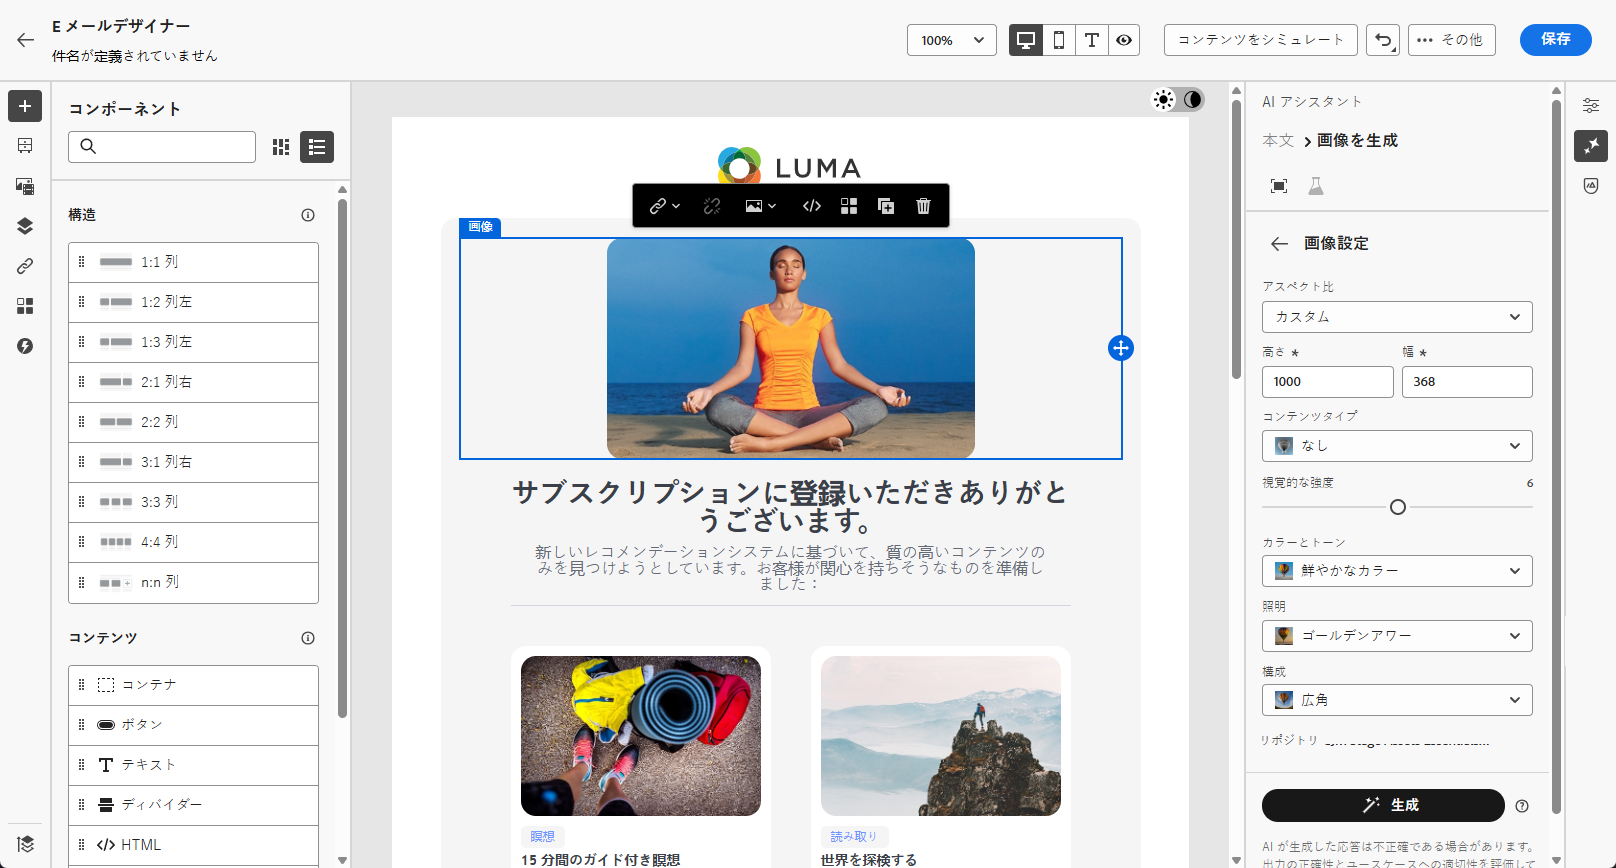 E メールデザイナー
件名が定義されていません
100%
コンテンツをシミュレート
その他
保存
コンポーネント
構造
1:1 列
1:2 列左
1:3 列左
2:1 列右
2:2 列
3:1 列右
3:3 列
4:4 列
n:n 列
コンテンツ
コンテナ
ボタン
テキスト
ディバイダー
HTML
LUMA
画像
サブスクリプションに登録いただきありがと
うございます。
新しいレコメンデーションシステムに基づいて、質の高いコンテンツの
みを見つけようとしています。お客様が関心を持ちそうなものを準備し
ました：
瞑想
15 分間のガイド付き瞑想
読み取り
世界を探検する
AI アシスタント
本文 画像を生成
画像設定
アスペクト比
カスタム
高さ * 幅 *
1000 368
コンテンツタイプ
なし
視覚的な強度 6
カラーとトーン
鮮やかなカラー
照明
ゴールデンアワー
構成
広角
リポジトリ
生成
AI が生成した応答は不正確である場合があります。
出力の正確性とユースケースへの適切性を評価して